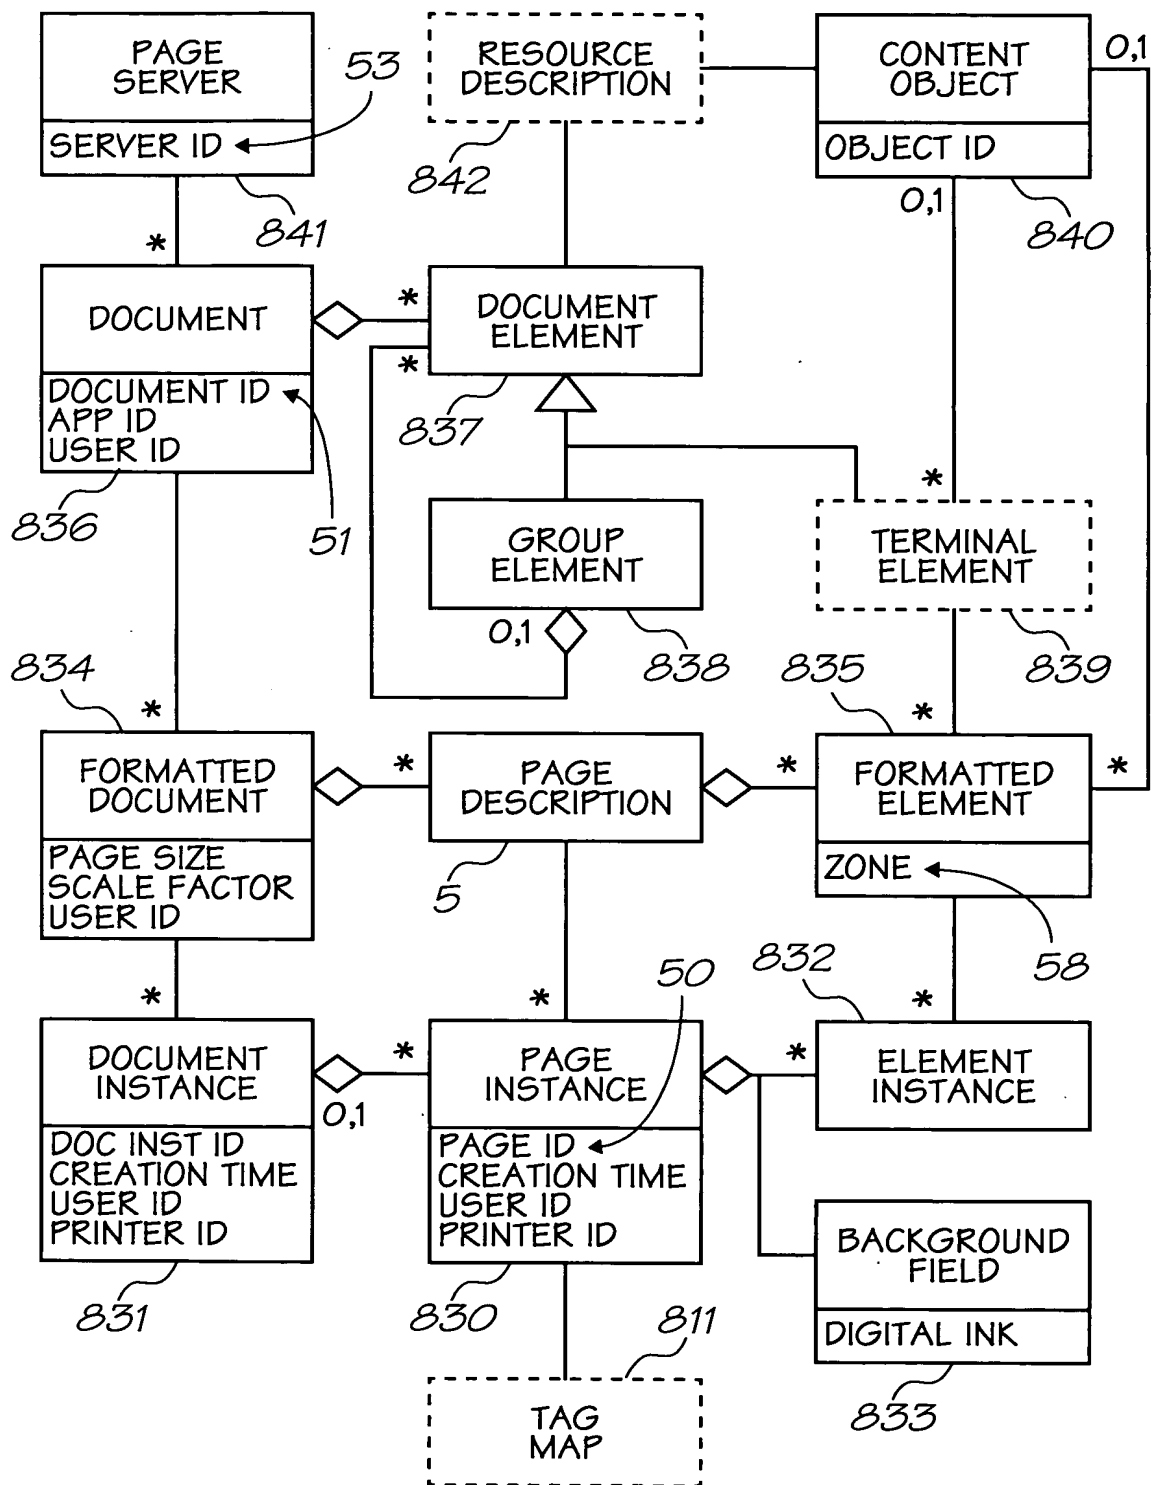 PAGE
SERVER
53
SERVER ID
841
*
RESOURCE
DESCRIPTION
842
CONTENT
OBJECT
0,1
OBJECT ID
0,1
840
DOCUMENT
*
DOCUMENT
ELEMENT
*
DOCUMENT ID
APP ID
USER ID
836
51
837
*
GROUP
ELEMENT
0,1
838
TERMINAL
ELEMENT
839
834
*
835
*
FORMATTED
DOCUMENT
*
PAGE
DESCRIPTION
*
FORMATTED
ELEMENT
*
PAGE SIZE
SCALE FACTOR
USER ID
5
ZONE
58
*
*
50
832
*
DOCUMENT
INSTANCE
*
0,1
PAGE
INSTANCE
*
ELEMENT
INSTANCE
DOC INST ID
CREATION TIME
USER ID
PRINTER ID
PAGE ID
CREATION TIME
USER ID
PRINTER ID
BACKGROUND
FIELD
DIGITAL INK
831
830
811
833
TAG
MAP